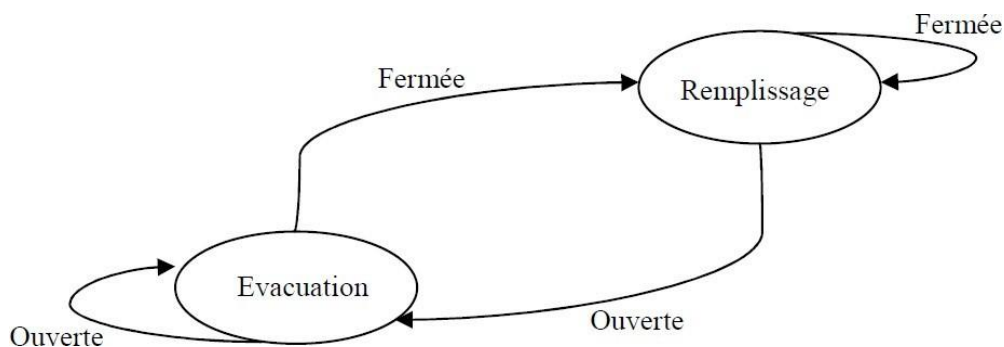 Fermée
Fermée
Remplissage
Evacuation
Ouverte
Ouverte